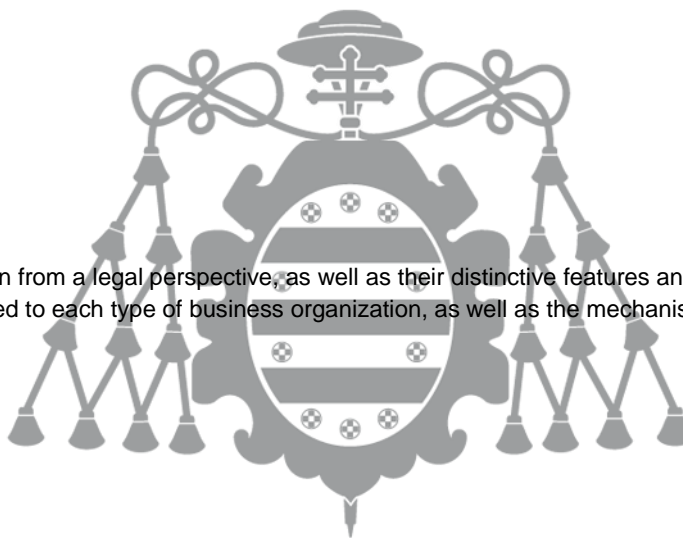 n from a legal perspective, as well as their distinctive features an
ed to each type of business organization, as well as the mechanis